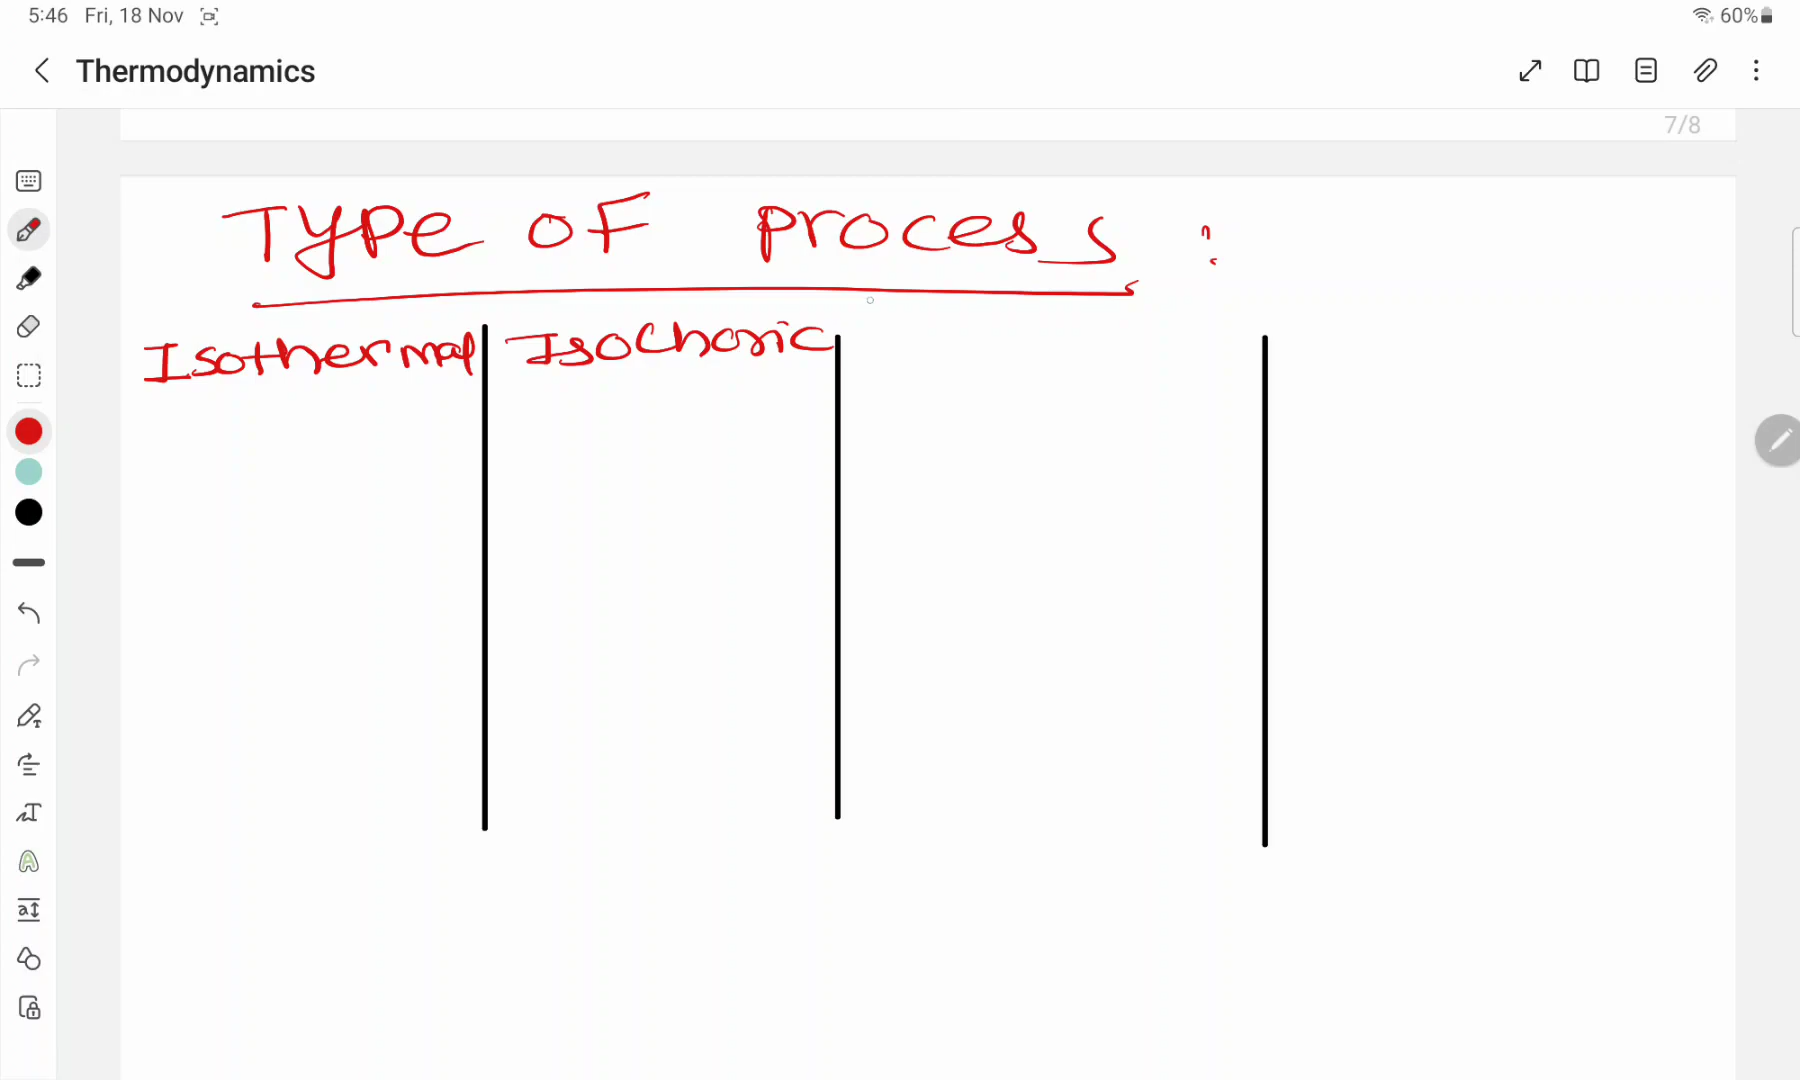 5:46 Fri, 18 Nov 60%
Thermodynamics
7/8
Type of process :
Isothermal Isochoric